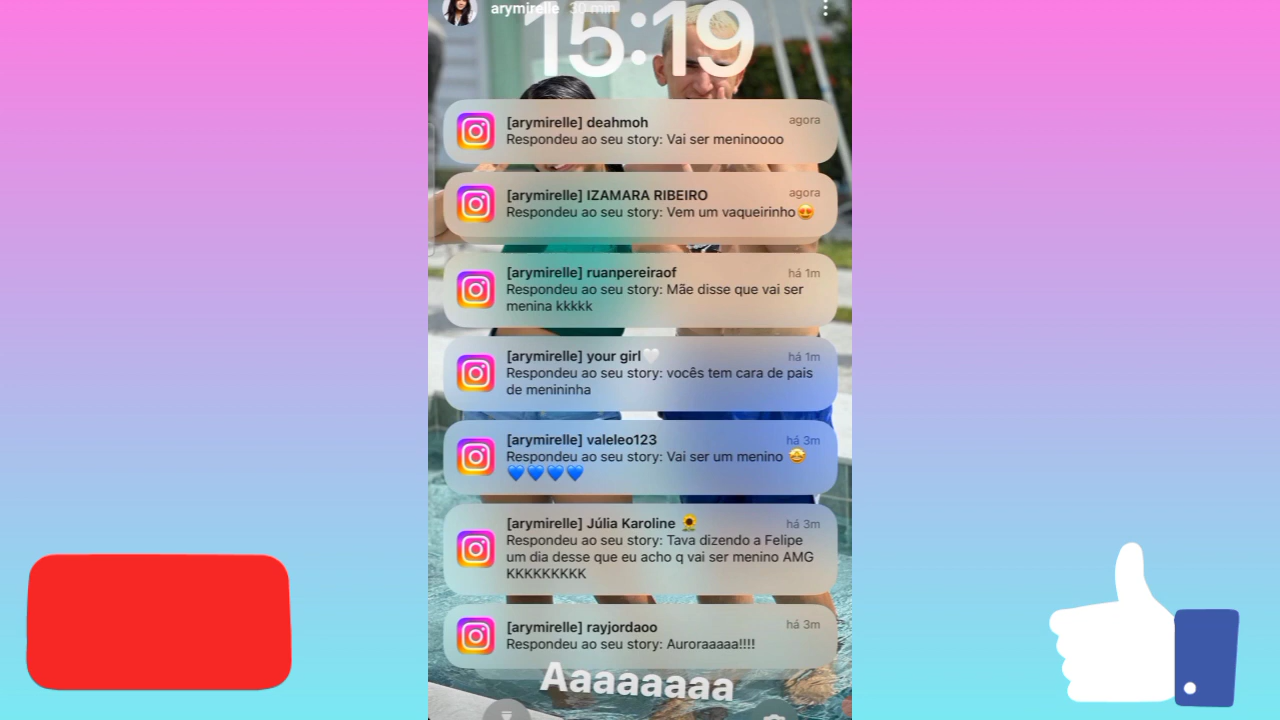 arymirelle 30 min
15:19
[arymirelle] deahmoh agora
Respondeu ao seu story: Vai ser meninoooo
[arymirelle] IZAMARA RIBEIRO agora
Respondeu ao seu story: Vem um vaqueirinho😍
[arymirelle] ruanpereiraof há 1m
Respondeu ao seu story: Mãe disse que vai ser
menina kkkkk
[arymirelle] your girl🤍 há 1m
Respondeu ao seu story: vocês tem cara de pais
de menininha
[arymirelle] valeleo123 há 3m
Respondeu ao seu story: Vai ser um menino 🤩
💙💙💙💙
[arymirelle] Júlia Karoline 🌻 há 3m
Respondeu ao seu story: Tava dizendo a Felipe
um dia desse que eu acho q vai ser menino AMG
KKKKKKKKK
[arymirelle] rayjordaoo há 3m
Respondeu ao seu story: Auroraaaaa!!!!
Aaaaaaaa